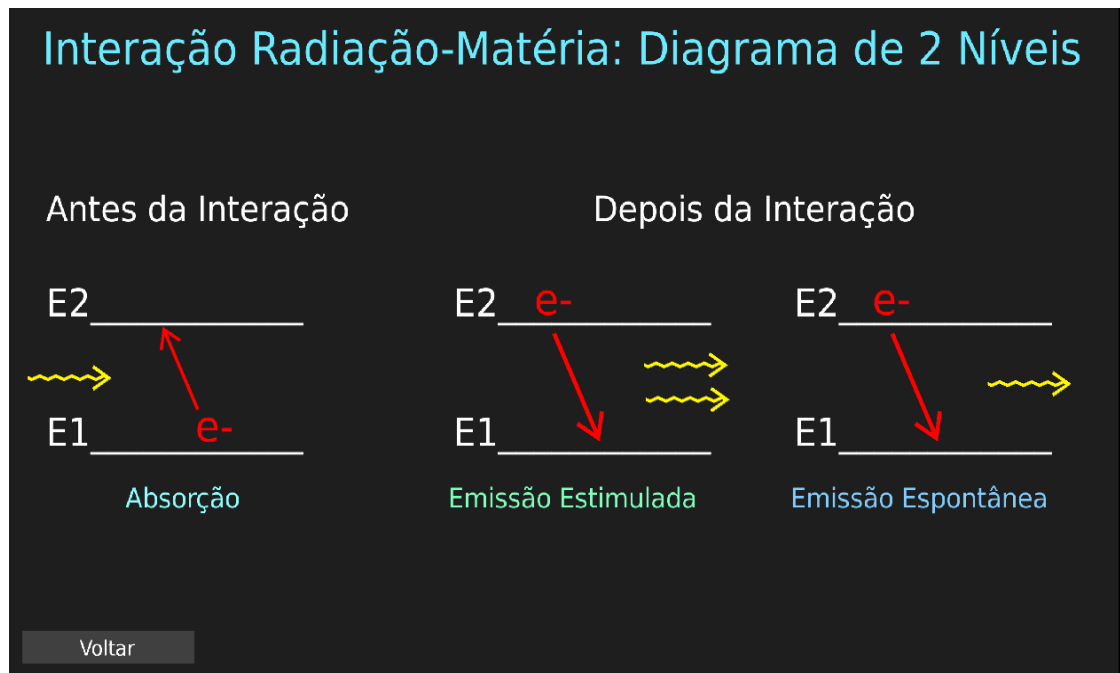 Interação Radiação-Matéria: Diagrama de 2 Níveis
Antes da Interação
Depois da Interação
E2
E2 e-
E2 e-
E1 e-
E1
E1
Absorção
Emissão Estimulada
Emissão Espontânea
Voltar